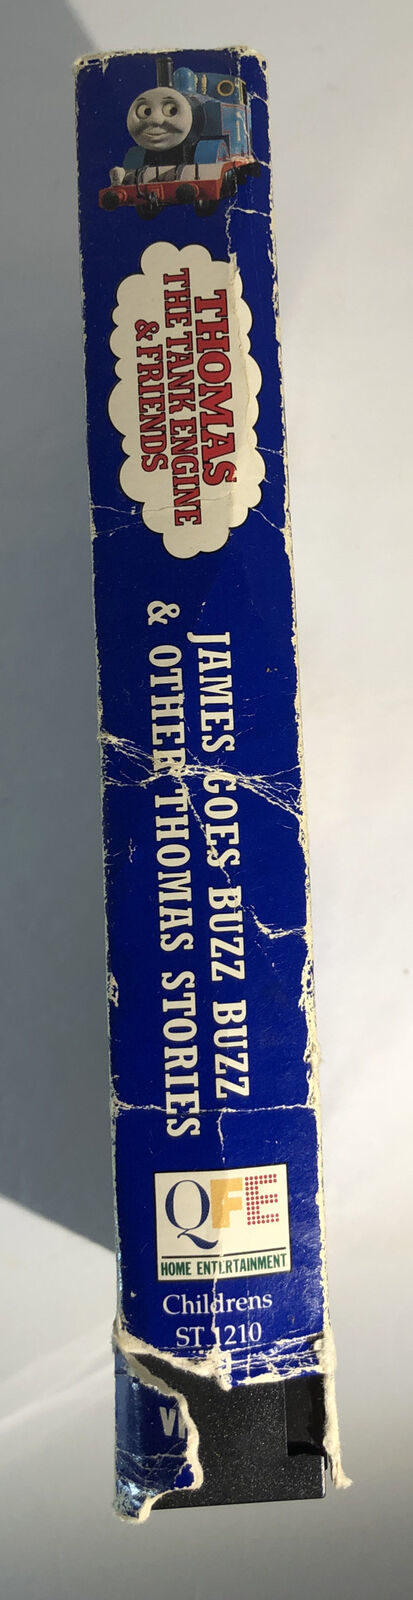 THOMAS
THE TANK ENGINE
& FRIENDS
JAMES GOES BUZZ BUZZ
& OTHER THOMAS STORIES
QFE
HOME ENTERTAINMENT
Childrens
ST 1210